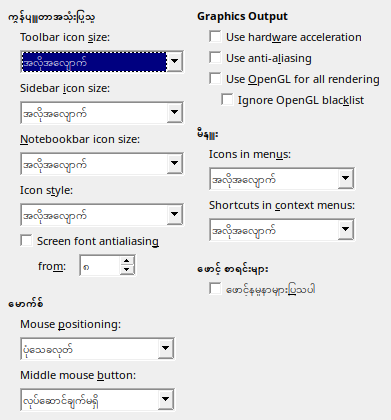 ကွန်ပျူတာအသုံးပြုသူ
Toolbar icon size:
အလိုအလျောက်
Sidebar icon size:
အလိုအလျောက်
Notebookbar icon size:
အလိုအလျောက်
Icon style:
အလိုအလျောက်
Screen font antialiasing
from:
၈
မောက်စ်
Mouse positioning:
ပုံသေခလုတ်
Middle mouse button:
လုပ်ဆောင်ချက်မရှိ
Graphics Output
Use hardware acceleration
Use anti-aliasing
Use OpenGL for all rendering
Ignore OpenGL blacklist
မီနူး
Icons in menus:
အလိုအလျောက်
Shortcuts in context menus:
အလိုအလျောက်
ဖောင့် စာရင်းများ
ဖောင့်နမူနာများပြသပါ